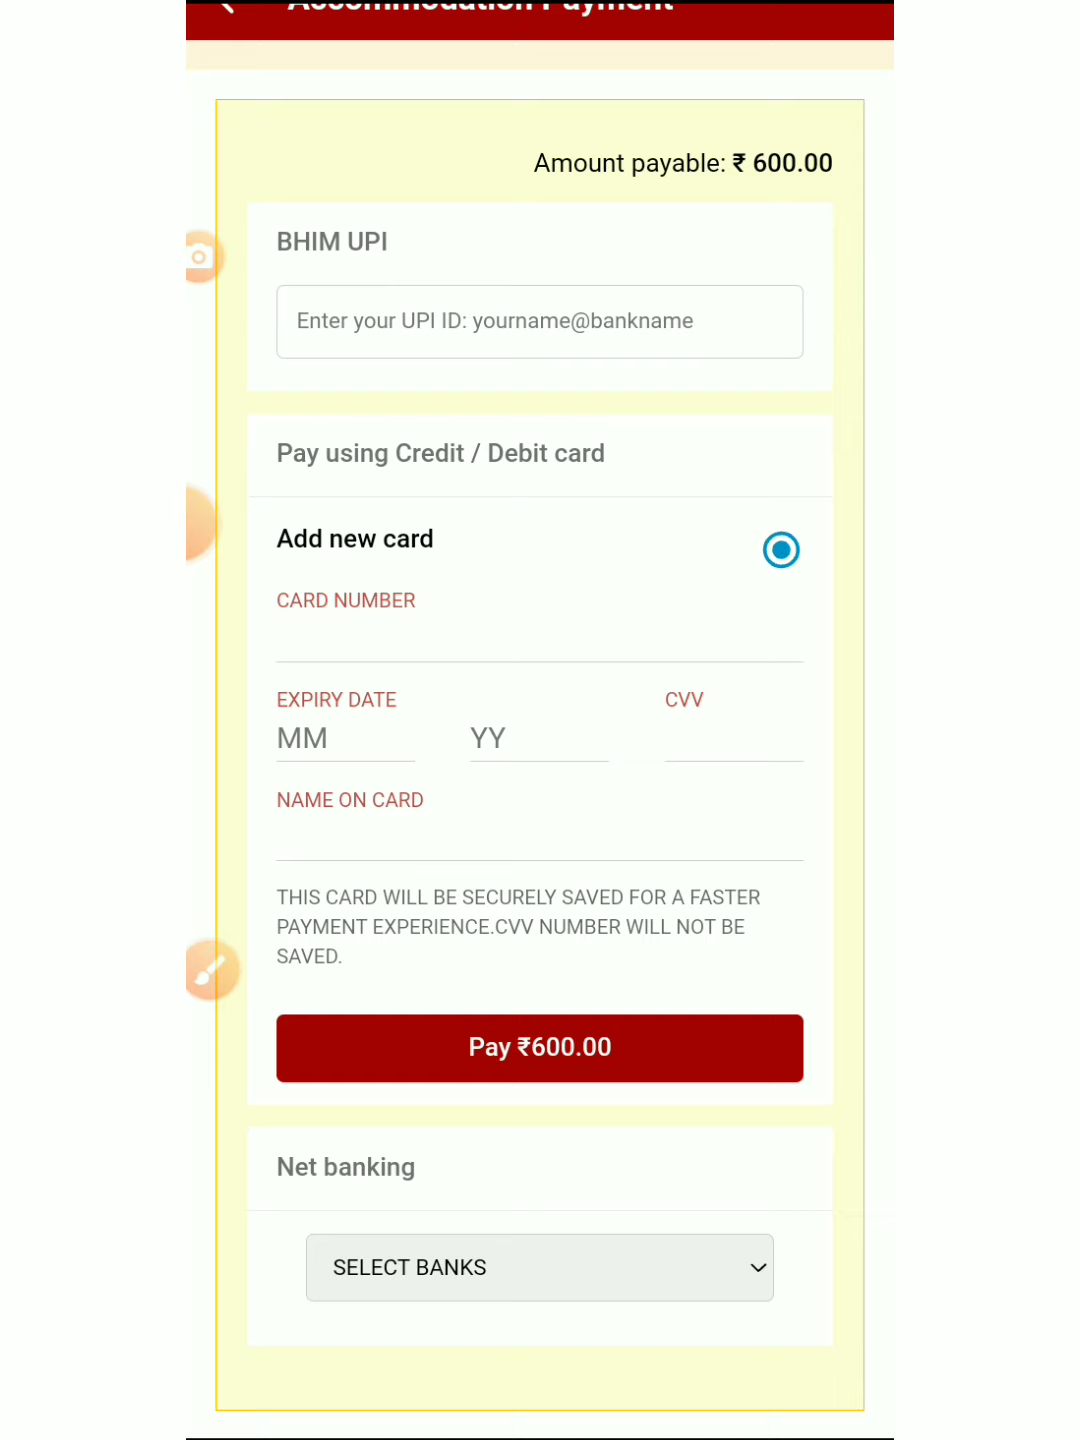 Accommodation Payment
Amount payable: ₹ 600.00
BHIM UPI
Enter your UPI ID: yourname@bankname
Pay using Credit / Debit card
Add new card
CARD NUMBER
EXPIRY DATE CVV
MM YY
NAME ON CARD
THIS CARD WILL BE SECURELY SAVED FOR A FASTER
PAYMENT EXPERIENCE.CVV NUMBER WILL NOT BE
SAVED.
Pay ₹600.00
Net banking
SELECT BANKS